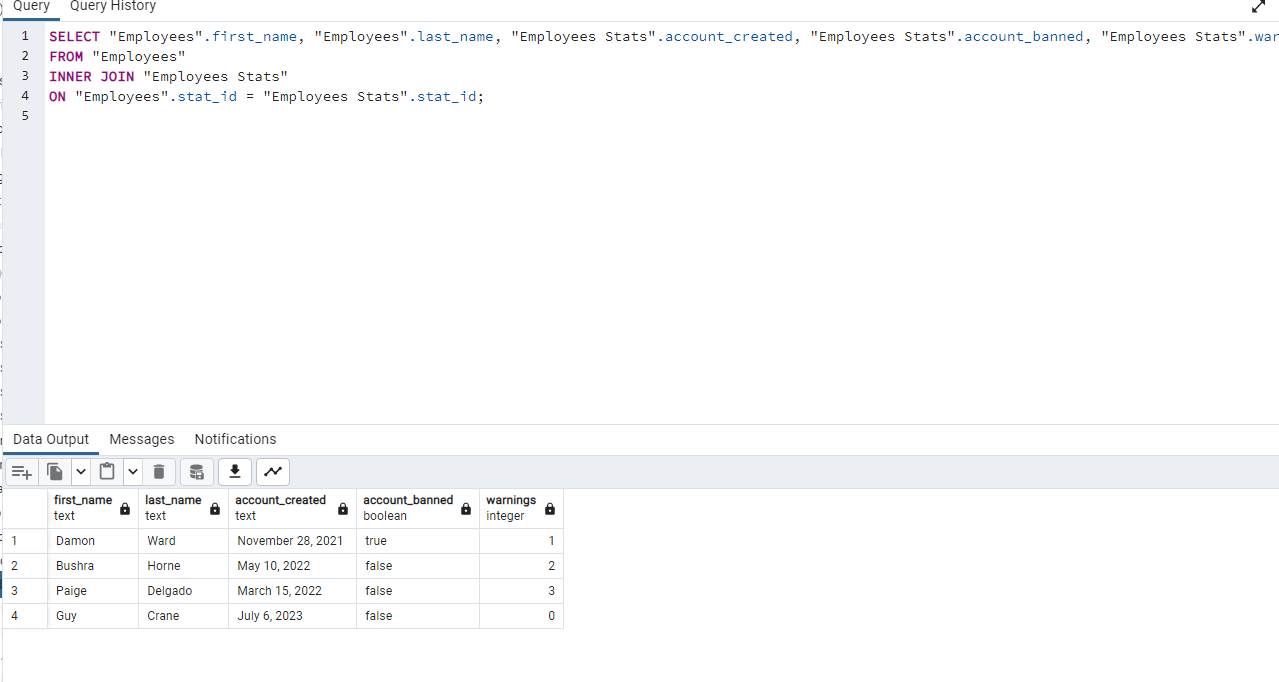 Query Query History
1 SELECT "Employees".first_name, "Employees".last_name, "Employees Stats".account_created, "Employees Stats".account_banned, "Employees Stats".war
2 FROM "Employees"
3 INNER JOIN "Employees Stats"
4 ON "Employees".stat_id = "Employees Stats".stat_id;
5
Data Output Messages Notifications
first_name last_name account_created account_banned warnings
text text text boolean integer
1 Damon Ward November 28, 2021 true 1
2 Bushra Horne May 10, 2022 false 2
3 Paige Delgado March 15, 2022 false 3
4 Guy Crane July 6, 2023 false 0